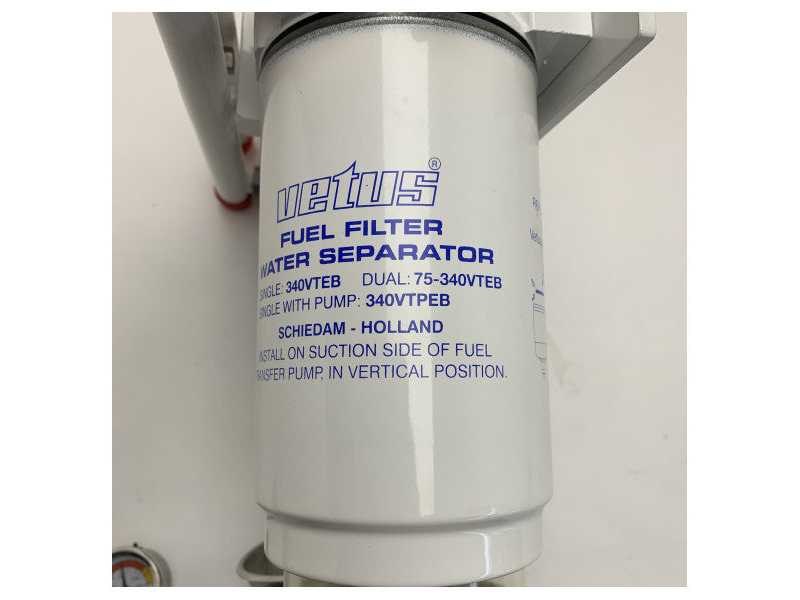 vetus®
FUEL FILTER
WATER SEPARATOR
SINGLE: 340VTEB DUAL: 75-340VTEB
SINGLE WITH PUMP: 340VTPEB
SCHIEDAM - HOLLAND
INSTALL ON SUCTION SIDE OF FUEL
TRANSFER PUMP, IN VERTICAL POSITION.